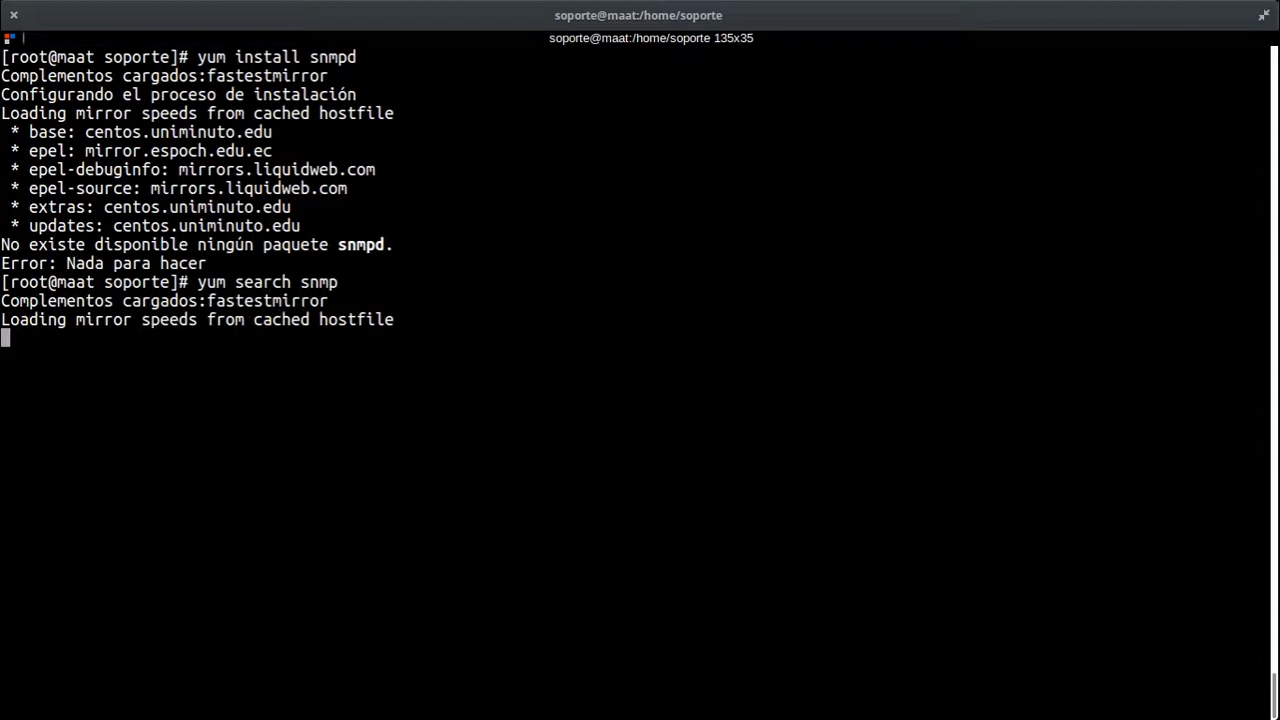 soporte@maat:/home/soporte
soporte@maat:/home/soporte 135x35
[root@maat soporte]# yum install snmpd
Complementos cargados:fastestmirror
Configurando el proceso de instalación
Loading mirror speeds from cached hostfile
 * base: centos.uniminuto.edu
 * epel: mirror.espoch.edu.ec
 * epel-debuginfo: mirrors.liquidweb.com
 * epel-source: mirrors.liquidweb.com
 * extras: centos.uniminuto.edu
 * updates: centos.uniminuto.edu
No existe disponible ningún paquete snmpd.
Error: Nada para hacer
[root@maat soporte]# yum search snmp
Complementos cargados:fastestmirror
Loading mirror speeds from cached hostfile